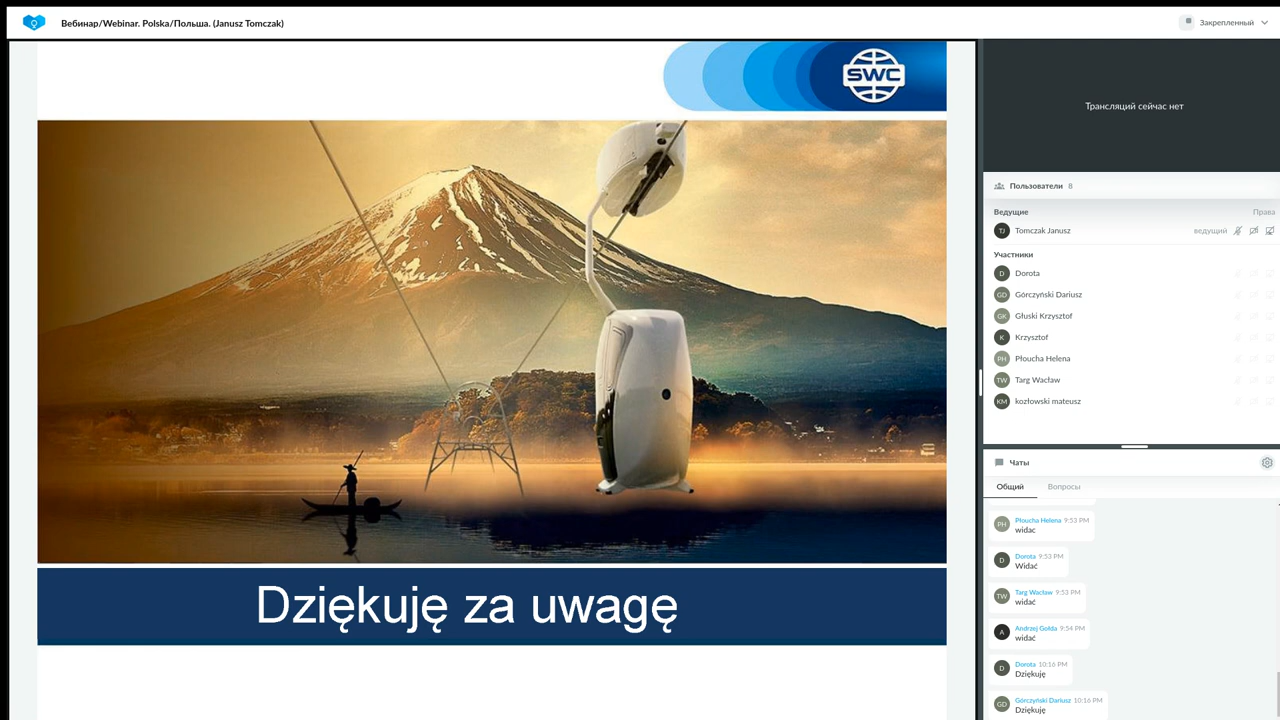 Вебинар/Webinar. Polska/Польша. (Janusz Tomczak)
Закрепленный
SWC
Dziękuję za uwagę
Трансляций сейчас нет
Пользователи 8
Ведущие Права
TJ Tomczak Janusz ведущий
Участники
D Dorota
GD Górczyński Dariusz
GK Głuski Krzysztof
K Krzysztof
PH Płoucha Helena
TW Targ Wacław
KM kozłowski mateusz
Чаты
Общий Вопросы
PH Płoucha Helena 9:53 PM
widac
D Dorota 9:53 PM
Widać
TW Targ Wacław 9:53 PM
widać
A Andrzej Gołda 9:54 PM
widać
D Dorota 10:16 PM
Dziękuję
GD Górczyński Dariusz 10:16 PM
Dziękuję